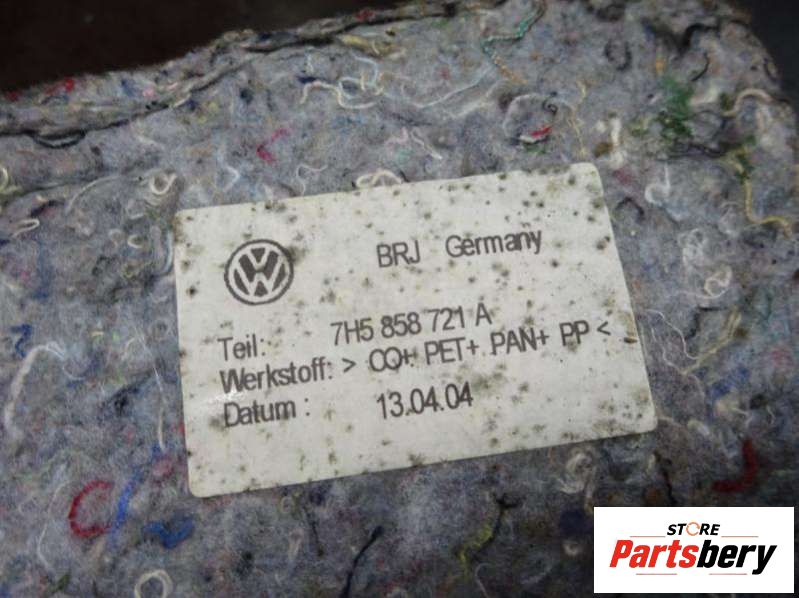 BRJ Germany
Teil: 7H5 858 721 A
Werkstoff: > CO+ PET+ PAN+ PP <
Datum : 13.04.04
STORE
Partsbery